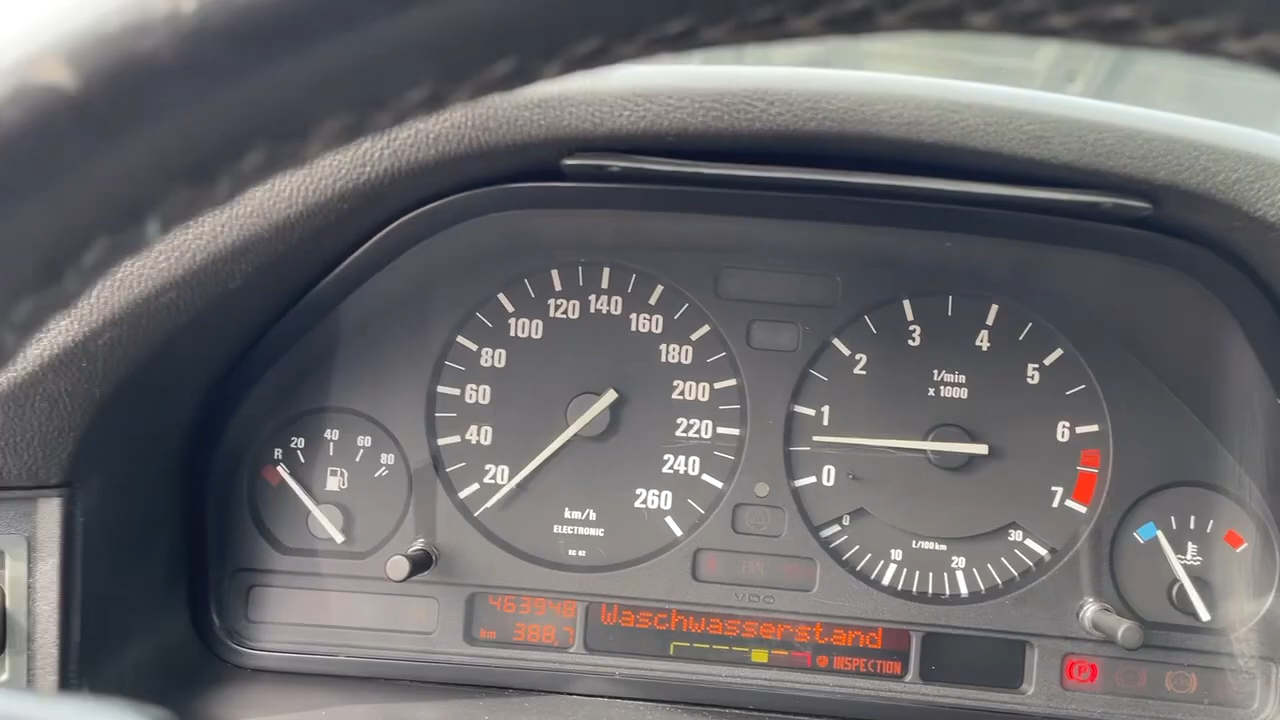 R 20 40 60 80
20 40 60 80 100 120 140 160 180 200 220 240 260
km/h
ELECTRONIC
0 1 2 3 4 5 6 7
1/min
x 1000
0 10 20 30
L/100km
VDO
463948
km 388,7
Waschwasserstand
INSPECTION
P